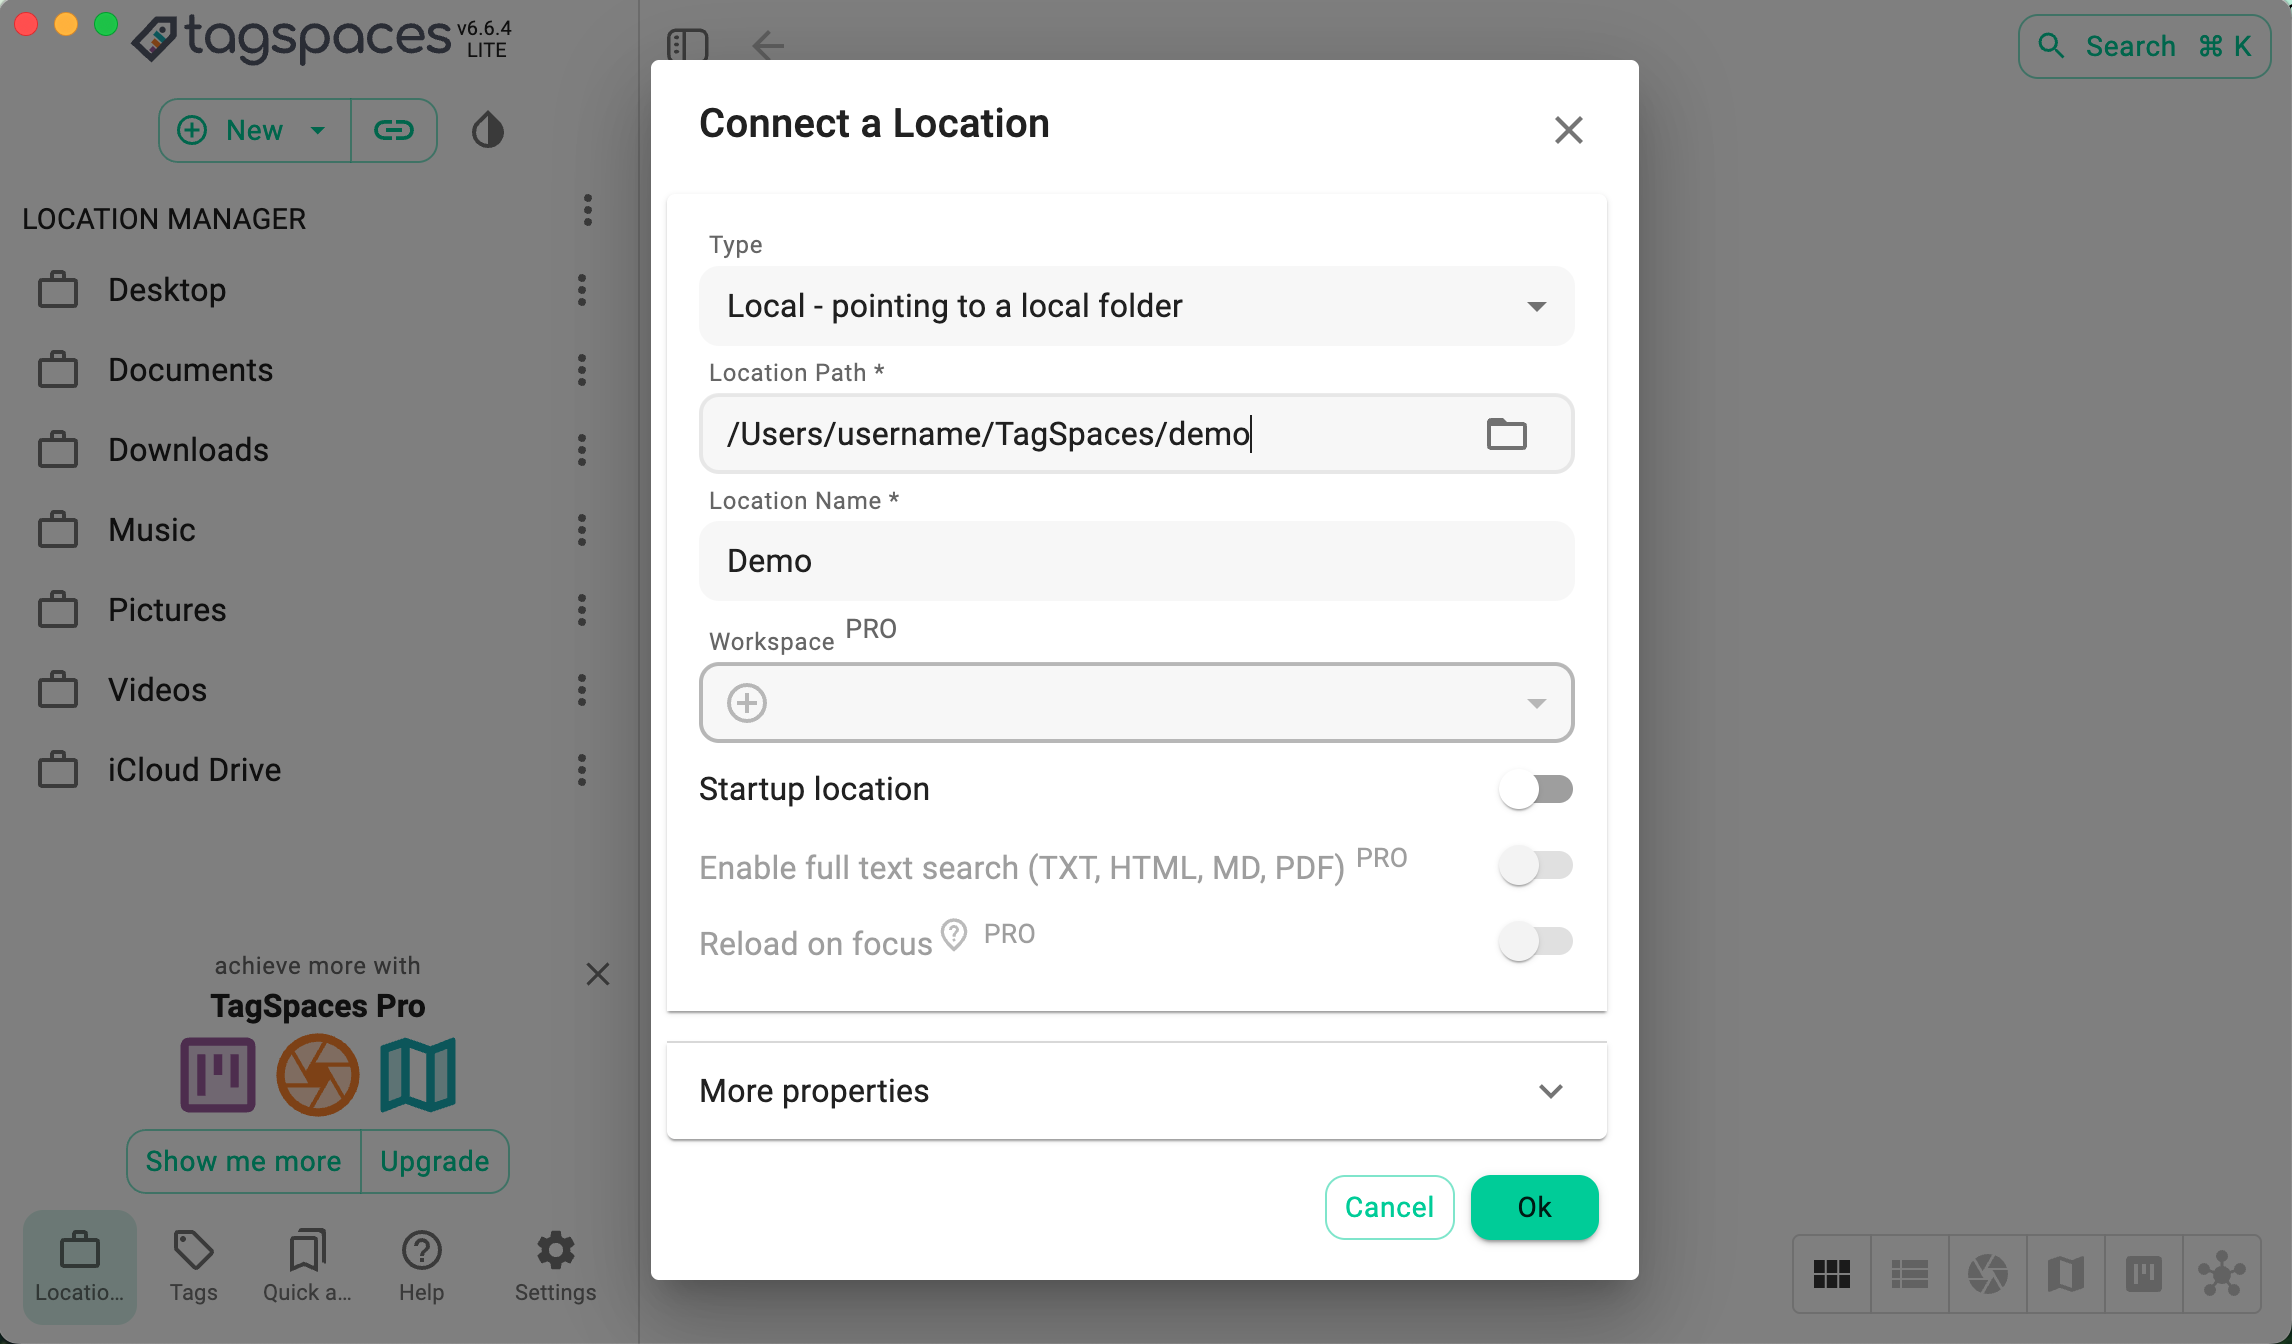 tagspaces v6.6.4
LITE
New
LOCATION MANAGER
Desktop
Documents
Downloads
Music
Pictures
Videos
iCloud Drive
achieve more with
TagSpaces Pro
Show me more Upgrade
Locatio... Tags Quick a... Help Settings
Search ⌘ K
Connect a Location
Type
Local - pointing to a local folder
Location Path *
/Users/username/TagSpaces/demo
Location Name *
Demo
Workspace PRO
Startup location
Enable full text search (TXT, HTML, MD, PDF) PRO
Reload on focus PRO
More properties
Cancel Ok